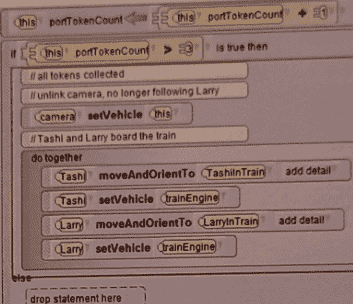 this portTokenCount this portTokenCount + 1
if this portTokenCount > 3 is true then
// all tokens collected
// unlink camera, no longer following Larry
camera setVehicle this
// Tashi and Larry board the train
do together
Tashi moveAndOrientTo TashiInTrain add detail
Tashi setVehicle trainEngine
Larry moveAndOrientTo LarryInTrain add detail
Larry setVehicle trainEngine
else
drop statement here